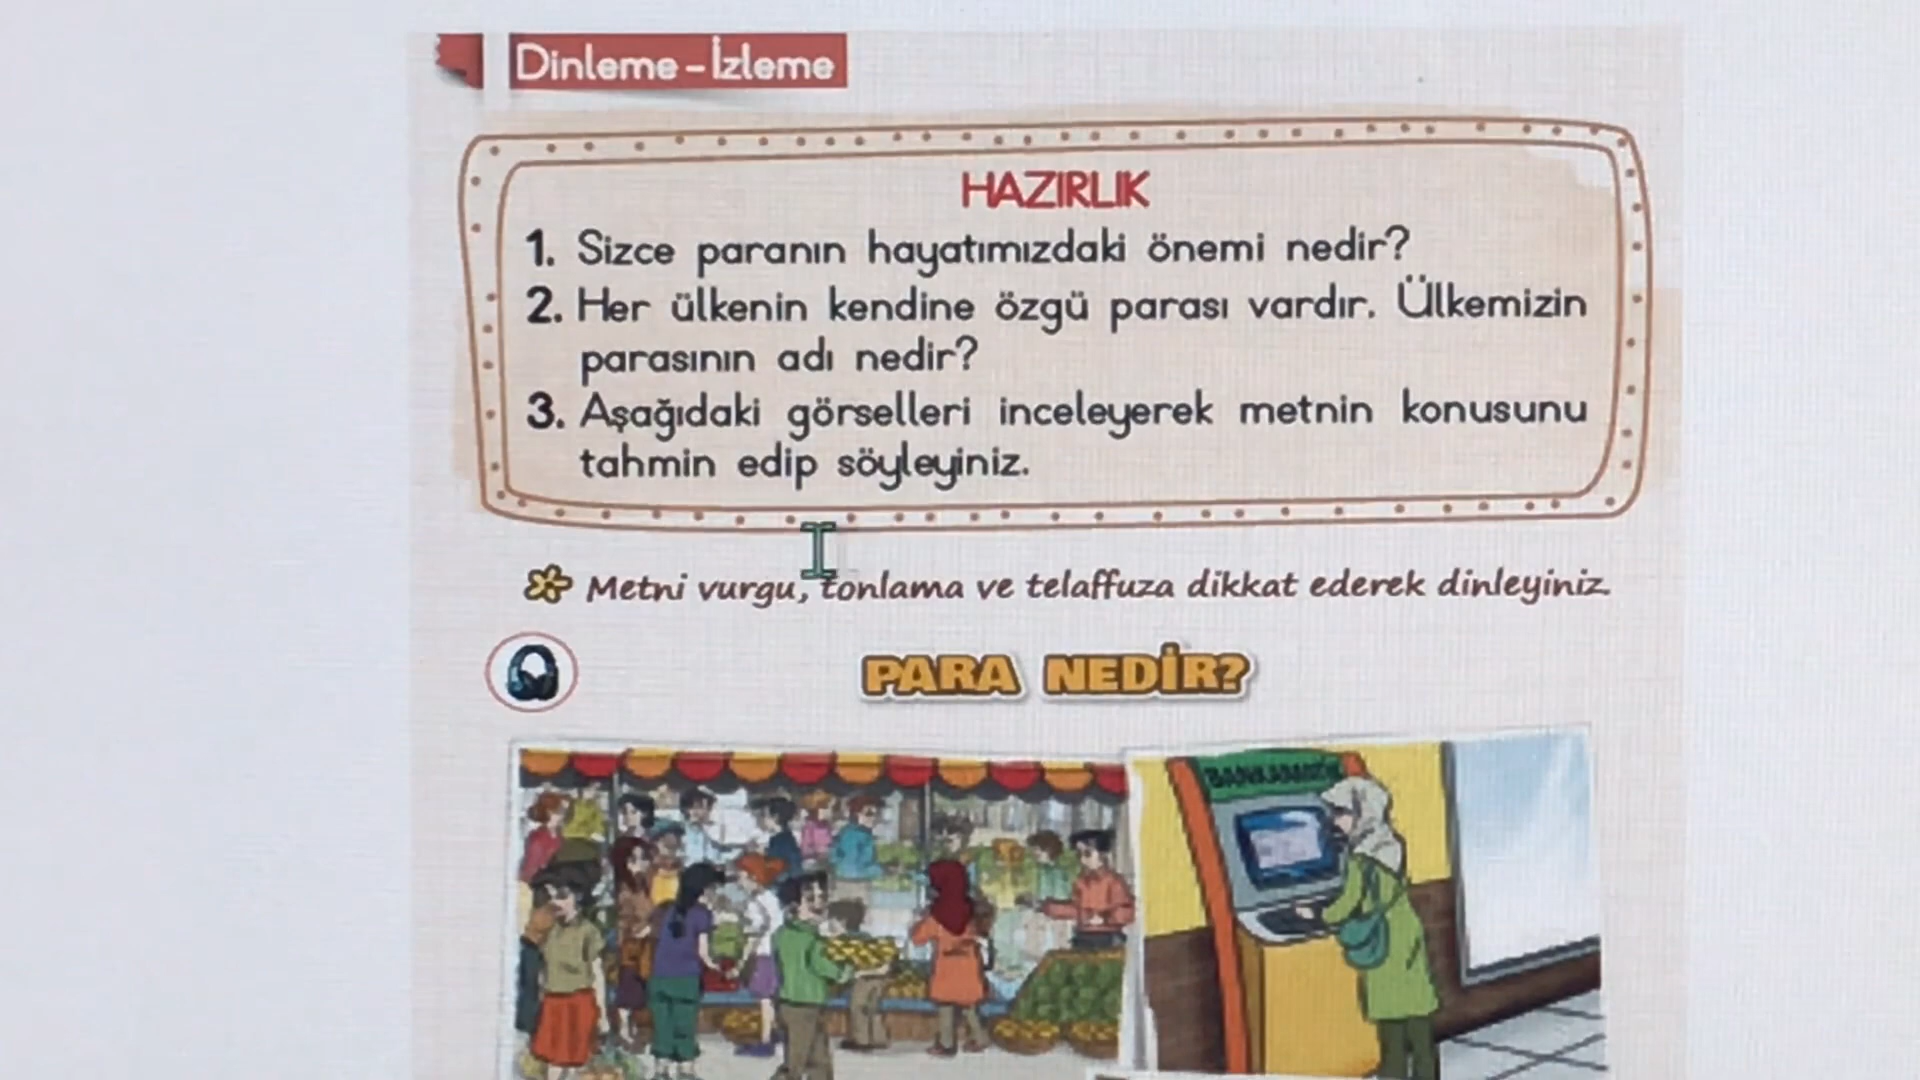 Dinleme - İzleme
HAZIRLIK
1. Sizce paranın hayatımızdaki önemi nedir?
2. Her ülkenin kendine özgü parası vardır. Ülkemizin
parasının adı nedir?
3. Aşağıdaki görselleri inceleyerek metnin konusunu
tahmin edip söyleyiniz.
Metni vurgu, tonlama ve telaffuza dikkat ederek dinleyiniz.
PARA NEDİR?
BANKAMATİK